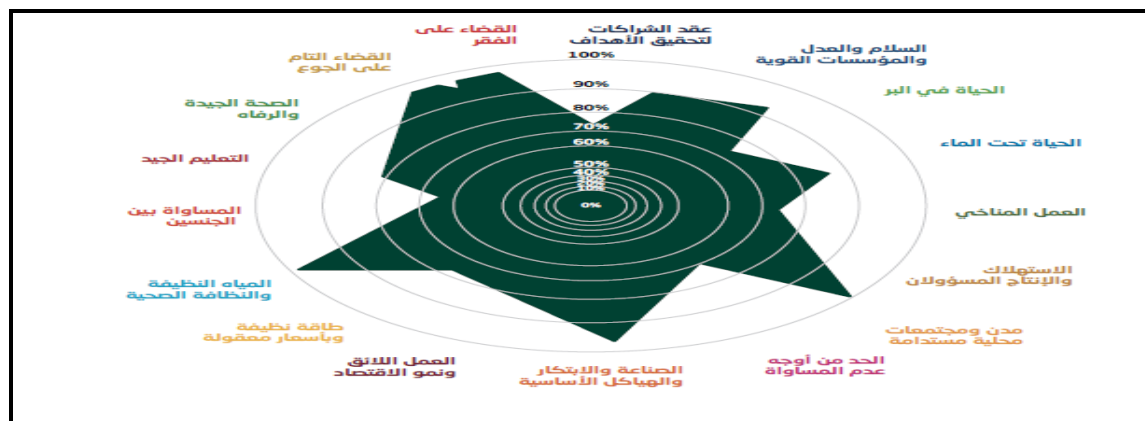 عقد الشراكات
لتحقيق الأهداف
القضاء على
الفقر
القضاء التام
على الجوع
الصحة الجيدة
والرفاه
التعليم الجيد
المساواة بين
الجنسين
المياه النظيفة
والنظافة الصحية
طاقة نظيفة
وبأسعار معقولة
العمل اللائق
ونمو الاقتصاد
الصناعة والابتكار
والهياكل الأساسية
الحد من أوجه
عدم المساواة
مدن ومجتمعات
محلية مستدامة
الاستهلاك
والإنتاج المسؤولان
العمل المناخي
الحياة تحت الماء
الحياة في البر
السلام والعدل
والمؤسسات القوية
100%
90%
80%
70%
60%
50%
40%
30%
20%
10%
0%